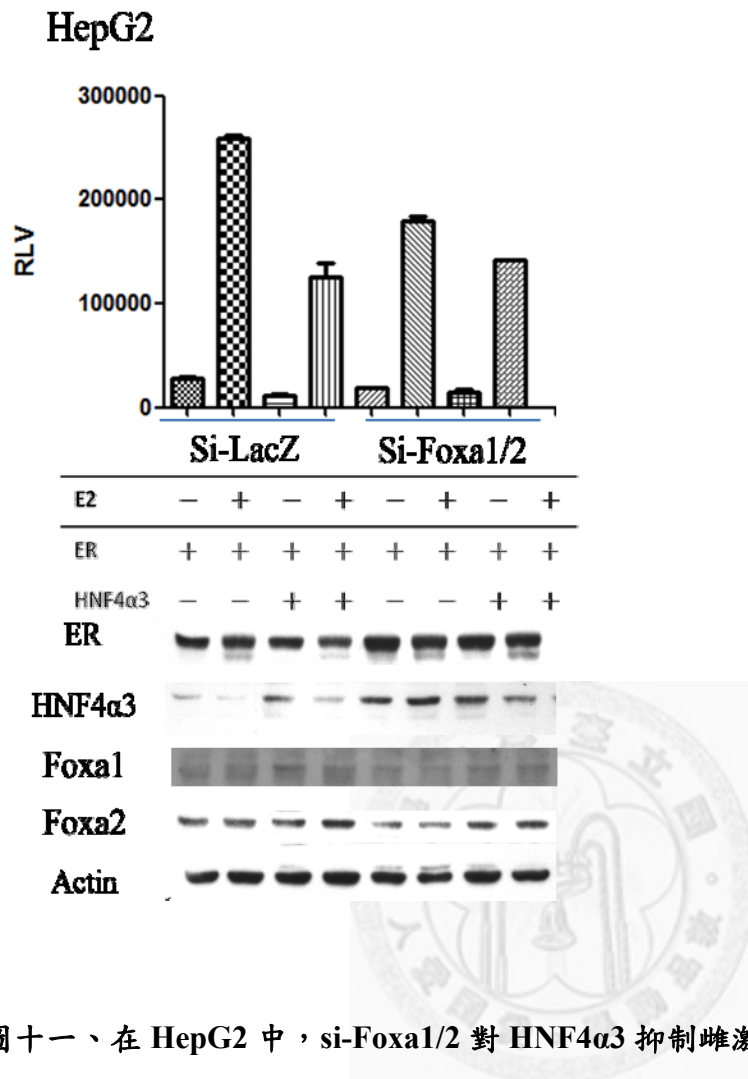 HepG2
300000
200000
100000
0
RLV
Si-LacZ Si-Foxa1/2
E2 − + − + − + − +
ER + + + + + + + +
HNF4α3 − − + + − − + +
ER
HNF4α3
Foxa1
Foxa2
Actin
圖十一、在 HepG2 中，si-Foxa1/2 對 HNF4α3 抑制雌激